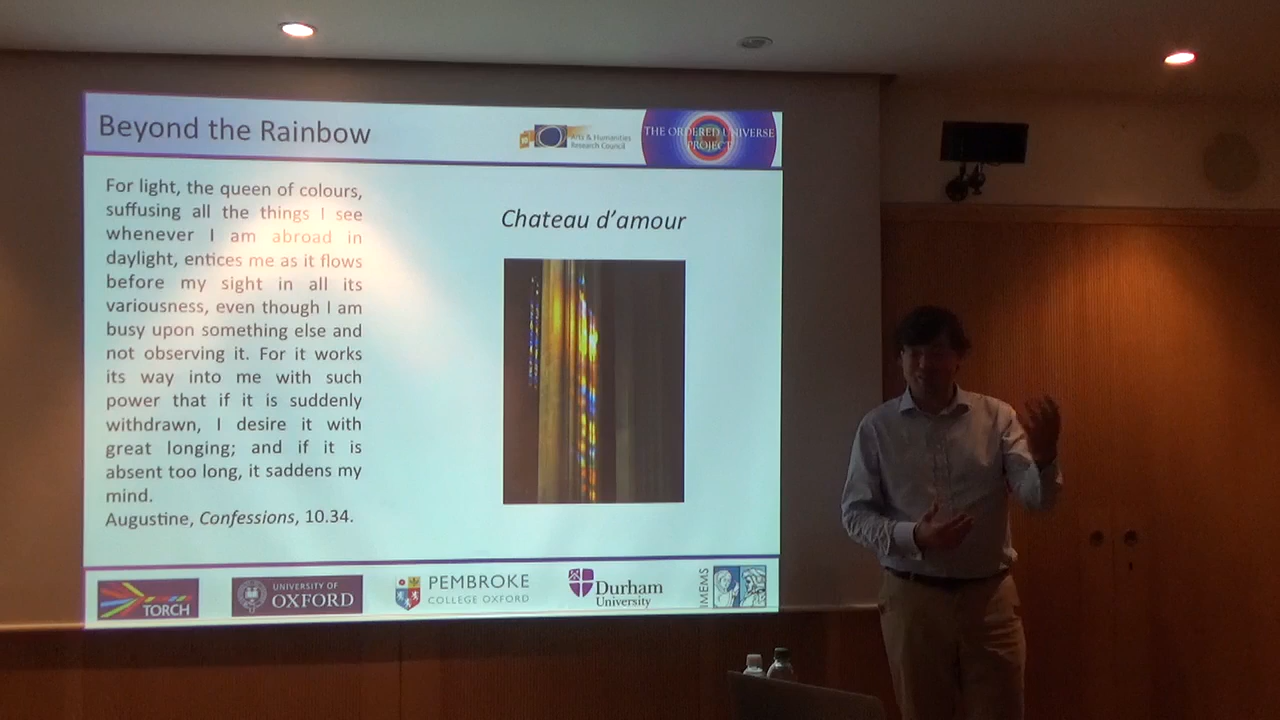 Beyond the Rainbow
Arts & Humanities
Research Council
THE ORDERED UNIVERSE
PROJECT
For light, the queen of colours,
suffusing all the things I see
whenever I am abroad in
daylight, entices me as it flows
before my sight in all its
variousness, even though I am
busy upon something else and
not observing it. For it works
its way into me with such
power that if it is suddenly
withdrawn, I desire it with
great longing; and if it is
absent too long, it saddens my
mind.
Augustine, Confessions, 10.34.
Chateau d’amour
TORCH
UNIVERSITY OF
OXFORD
PEMBROKE
COLLEGE OXFORD
Durham
University
IMEMS